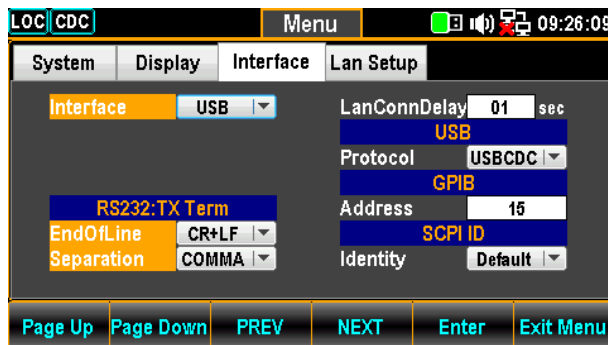 LOC CDC Menu 09:26:09
System Display Interface Lan Setup
Interface USB LanConnDelay 01 sec
USB
Protocol USBCDC
GPIB
RS232:TX Term Address 15
EndOfLine CR+LF SCPI ID
Separation COMMA Identity Default
Page Up Page Down PREV NEXT Enter Exit Menu